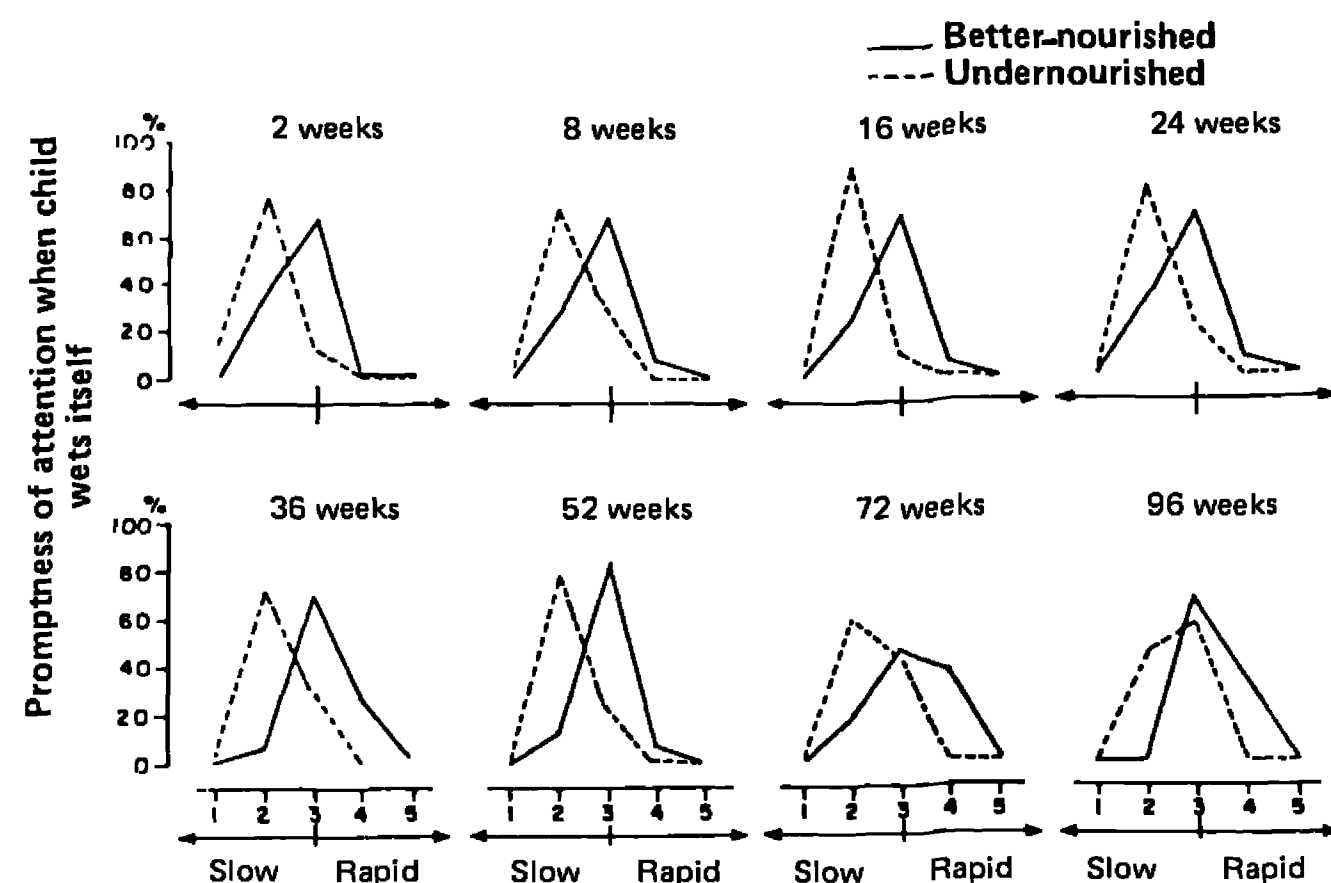 Better-nourished
Undernourished
Promptness of attention when child
wets itself
%
2 weeks
8 weeks
16 weeks
24 weeks
100
80
60
40
20
0
%
36 weeks
52 weeks
72 weeks
96 weeks
100
80
60
40
20
0
1 2 3 4 5
1 2 3 4 5
1 2 3 4 5
1 2 3 4 5
Slow Rapid
Slow Rapid
Slow Rapid
Slow Rapid